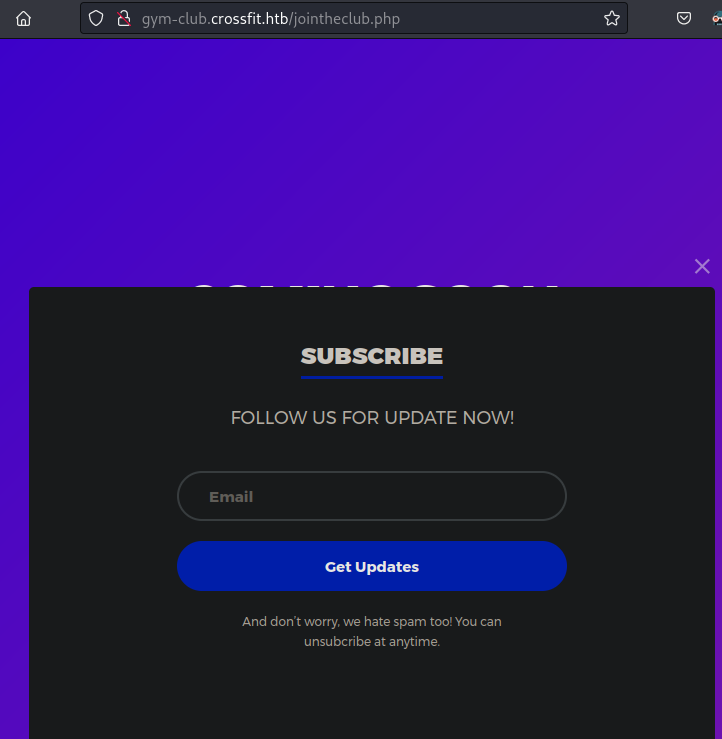 gym-club.crossfit.htb/jointheclub.php
SUBSCRIBE
FOLLOW US FOR UPDATE NOW!
Email
Get Updates
And don't worry, we hate spam too! You can
unsubcribe at anytime.